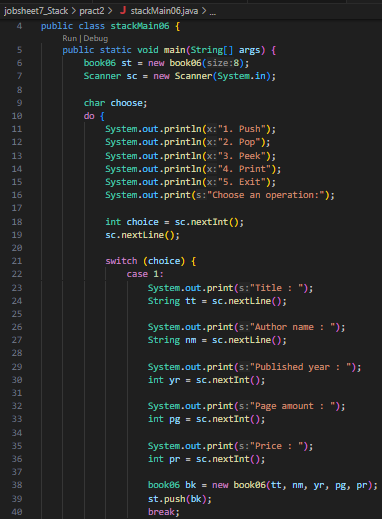 jobsheet7_Stack > pract2 > J stackMain06.java > ...
4 public class stackMain06 {
Run | Debug
5 public static void main(String[] args) {
6 book06 st = new book06(size:8);
7 Scanner sc = new Scanner(System.in);
8
9 char choose;
10 do {
11 System.out.println(x:"1. Push");
12 System.out.println(x:"2. Pop");
13 System.out.println(x:"3. Peek");
14 System.out.println(x:"4. Print");
15 System.out.println(x:"5. Exit");
16 System.out.print(s:"Choose an operation:");
17
18 int choice = sc.nextInt();
19 sc.nextLine();
20
21 switch (choice) {
22 case 1:
23 System.out.print(s:"Title : ");
24 String tt = sc.nextLine();
25
26 System.out.print(s:"Author name : ");
27 String nm = sc.nextLine();
28
29 System.out.print(s:"Published year : ");
30 int yr = sc.nextInt();
31
32 System.out.print(s:"Page amount : ");
33 int pg = sc.nextInt();
34
35 System.out.print(s:"Price : ");
36 int pr = sc.nextInt();
37
38 book06 bk = new book06(tt, nm, yr, pg, pr);
39 st.push(bk);
40 break;